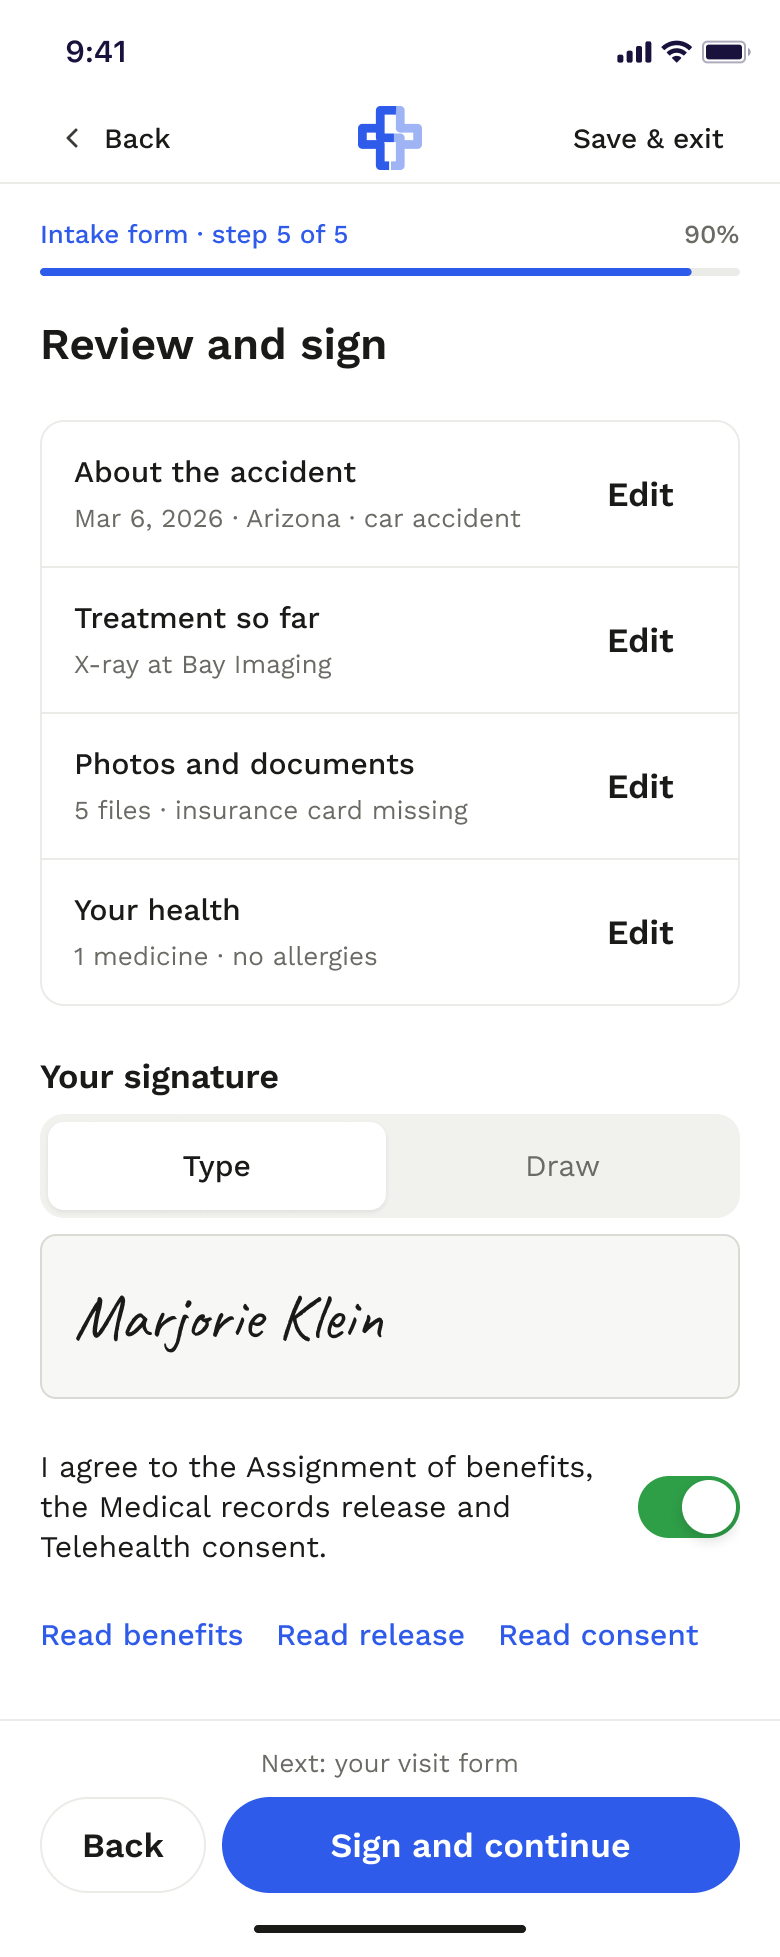 9:41
Back
Save & exit
Intake form · step 5 of 5
90%
Review and sign
About the accident
Mar 6, 2026 · Arizona · car accident
Edit
Treatment so far
X-ray at Bay Imaging
Edit
Photos and documents
5 files · insurance card missing
Edit
Your health
1 medicine · no allergies
Edit
Your signature
Type
Draw
Marjorie Klein
I agree to the Assignment of benefits,
the Medical records release and
Telehealth consent.
Read benefits Read release Read consent
Next: your visit form
Back
Sign and continue